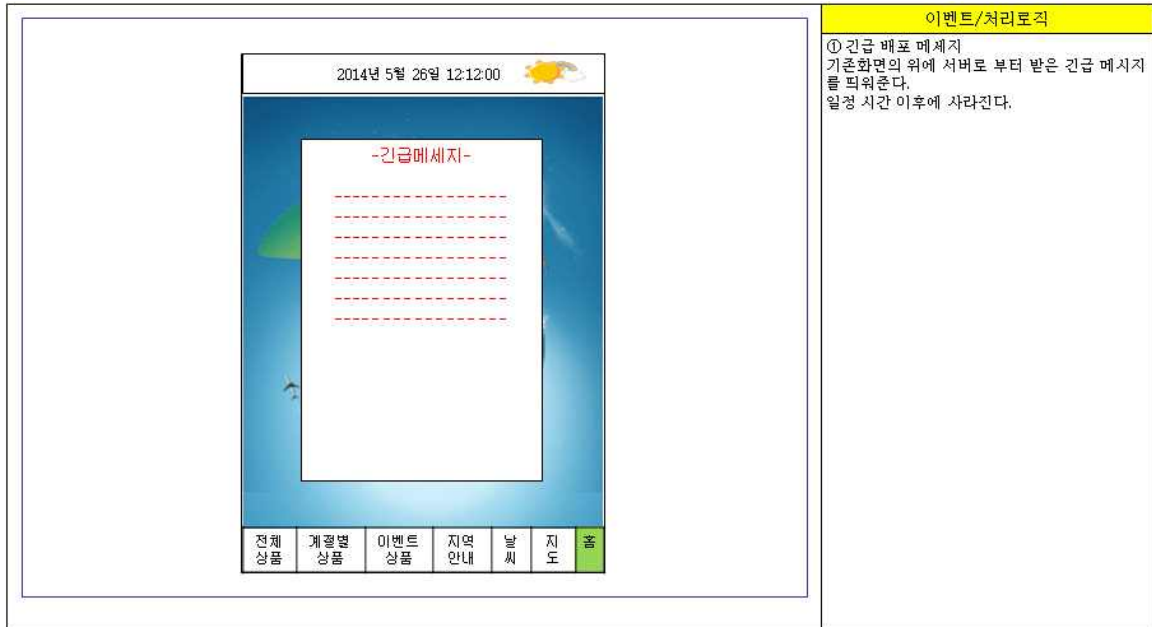 이벤트/처리로직
① 긴급 배포 메세지
기존화면의 위에 서버로 부터 받은 긴급 메시지
를 띄워준다.
일정 시간 이후에 사라진다.
2014년 5월 26일 12:12:00
-긴급메세지-
전체 상품
계절별 상품
이벤트 상품
지역 안내
날씨
지도
홈